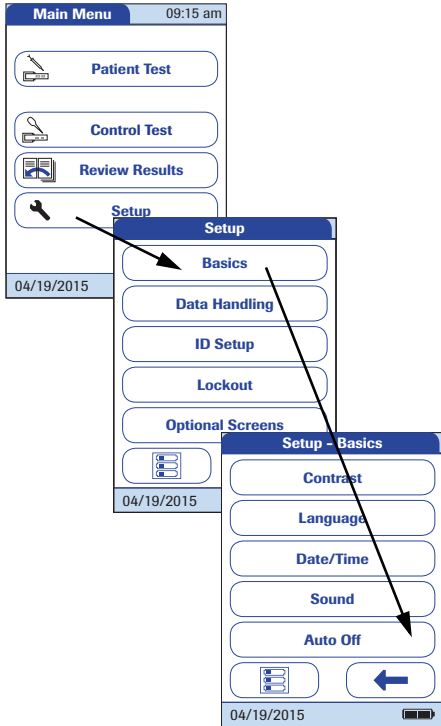 Main Menu 09:15 am
Patient Test
Control Test
Review Results
Setup
04/19/2015
Setup
Basics
Data Handling
ID Setup
Lockout
Optional Screens
04/19/2015
Setup - Basics
Contrast
Language
Date/Time
Sound
Auto Off
04/19/2015